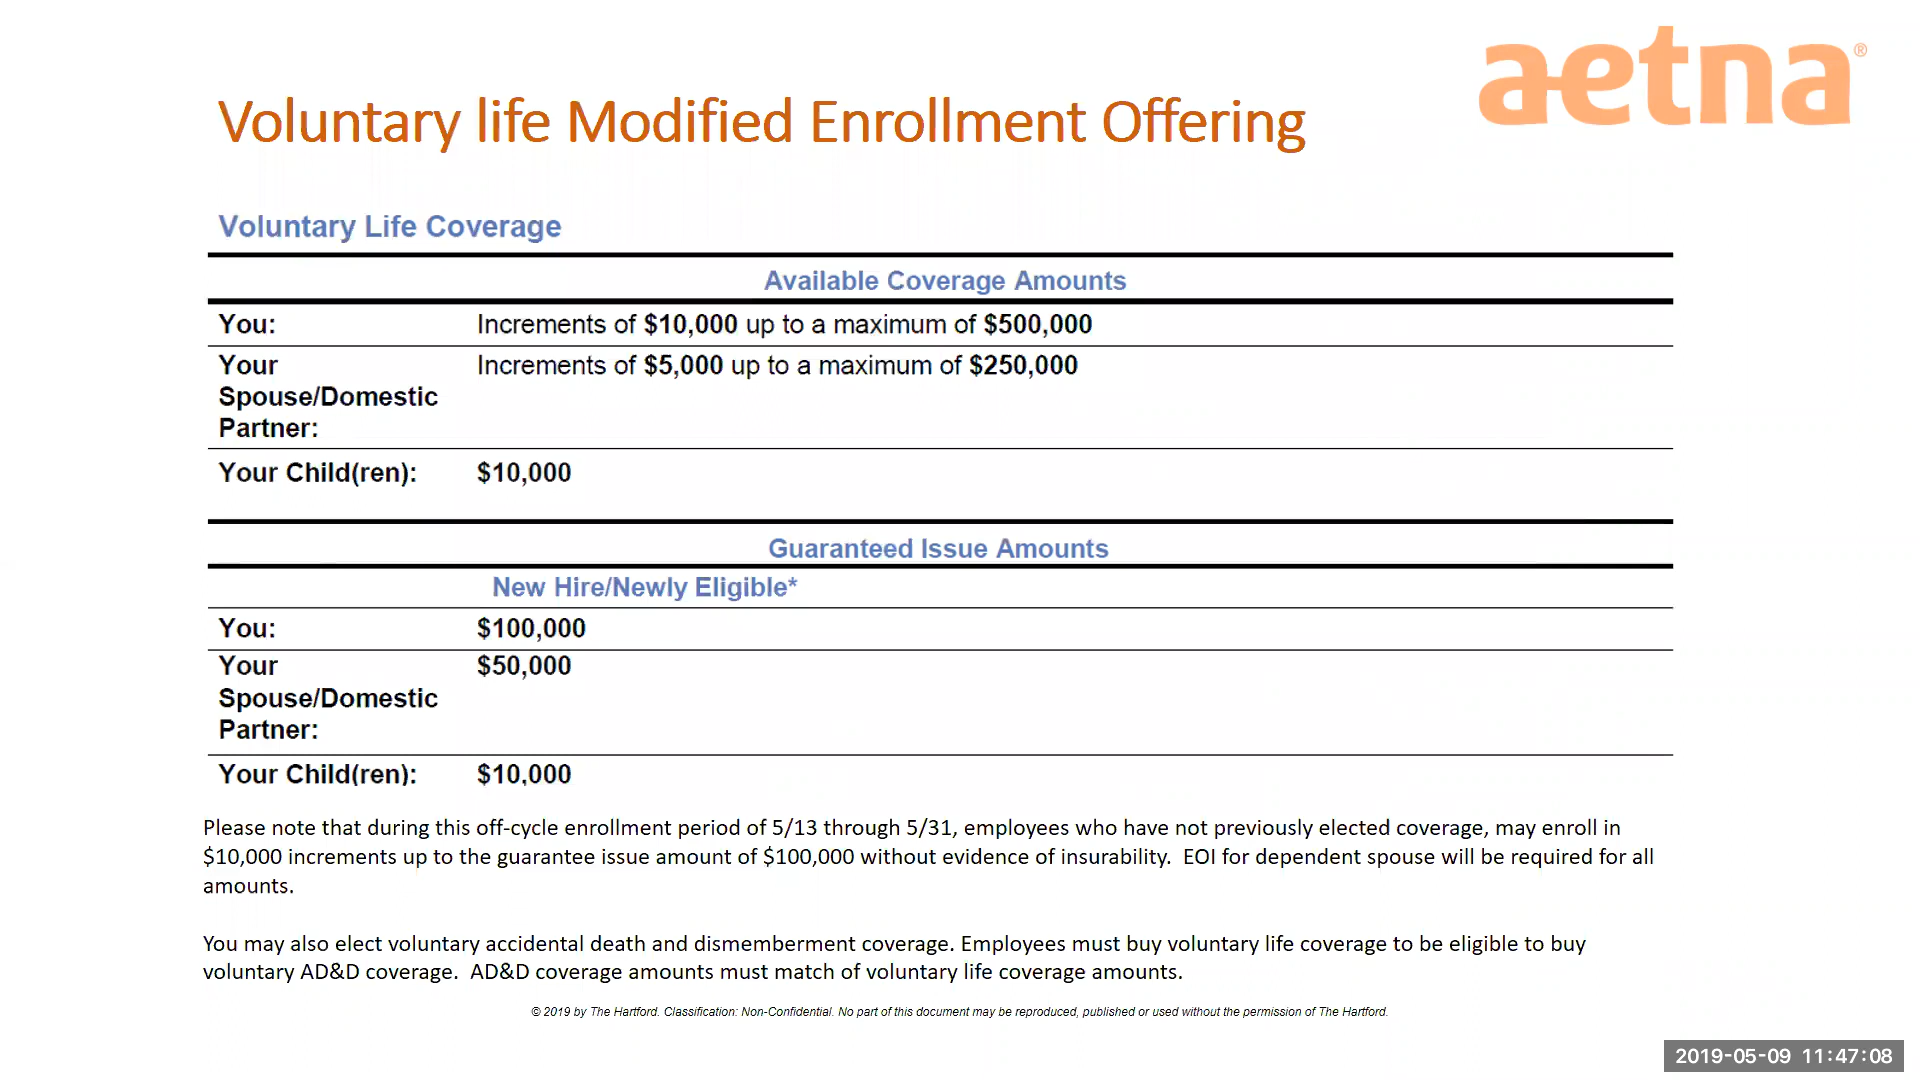 aetna®
Voluntary life Modified Enrollment Offering
Voluntary Life Coverage
Available Coverage Amounts
You: Increments of $10,000 up to a maximum of $500,000
Your Increments of $5,000 up to a maximum of $250,000
Spouse/Domestic
Partner:
Your Child(ren): $10,000
Guaranteed Issue Amounts
New Hire/Newly Eligible*
You: $100,000
Your $50,000
Spouse/Domestic
Partner:
Your Child(ren): $10,000
Please note that during this off-cycle enrollment period of 5/13 through 5/31, employees who have not previously elected coverage, may enroll in
$10,000 increments up to the guarantee issue amount of $100,000 without evidence of insurability.  EOI for dependent spouse will be required for all
amounts.
You may also elect voluntary accidental death and dismemberment coverage. Employees must buy voluntary life coverage to be eligible to buy
voluntary AD&D coverage.  AD&D coverage amounts must match of voluntary life coverage amounts.
© 2019 by The Hartford. Classification: Non-Confidential. No part of this document may be reproduced, published or used without the permission of The Hartford.
2019-05-09 11:47:08